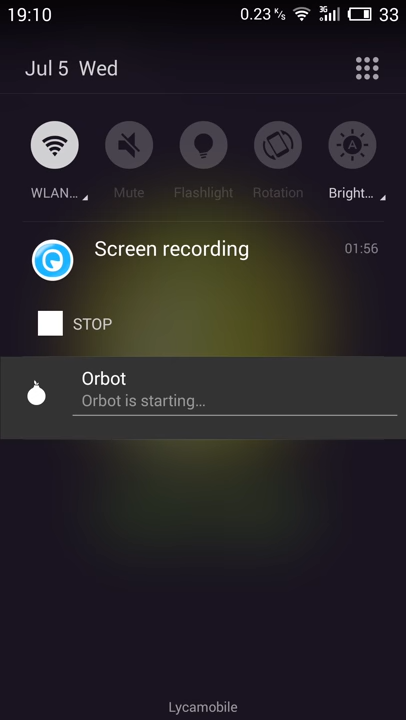 19:10 0.23 K/s 3G 33
Jul 5 Wed
A
WLAN... Mute Flashlight Rotation Bright...
Screen recording 01:56
STOP
Orbot
Orbot is starting…
Lycamobile